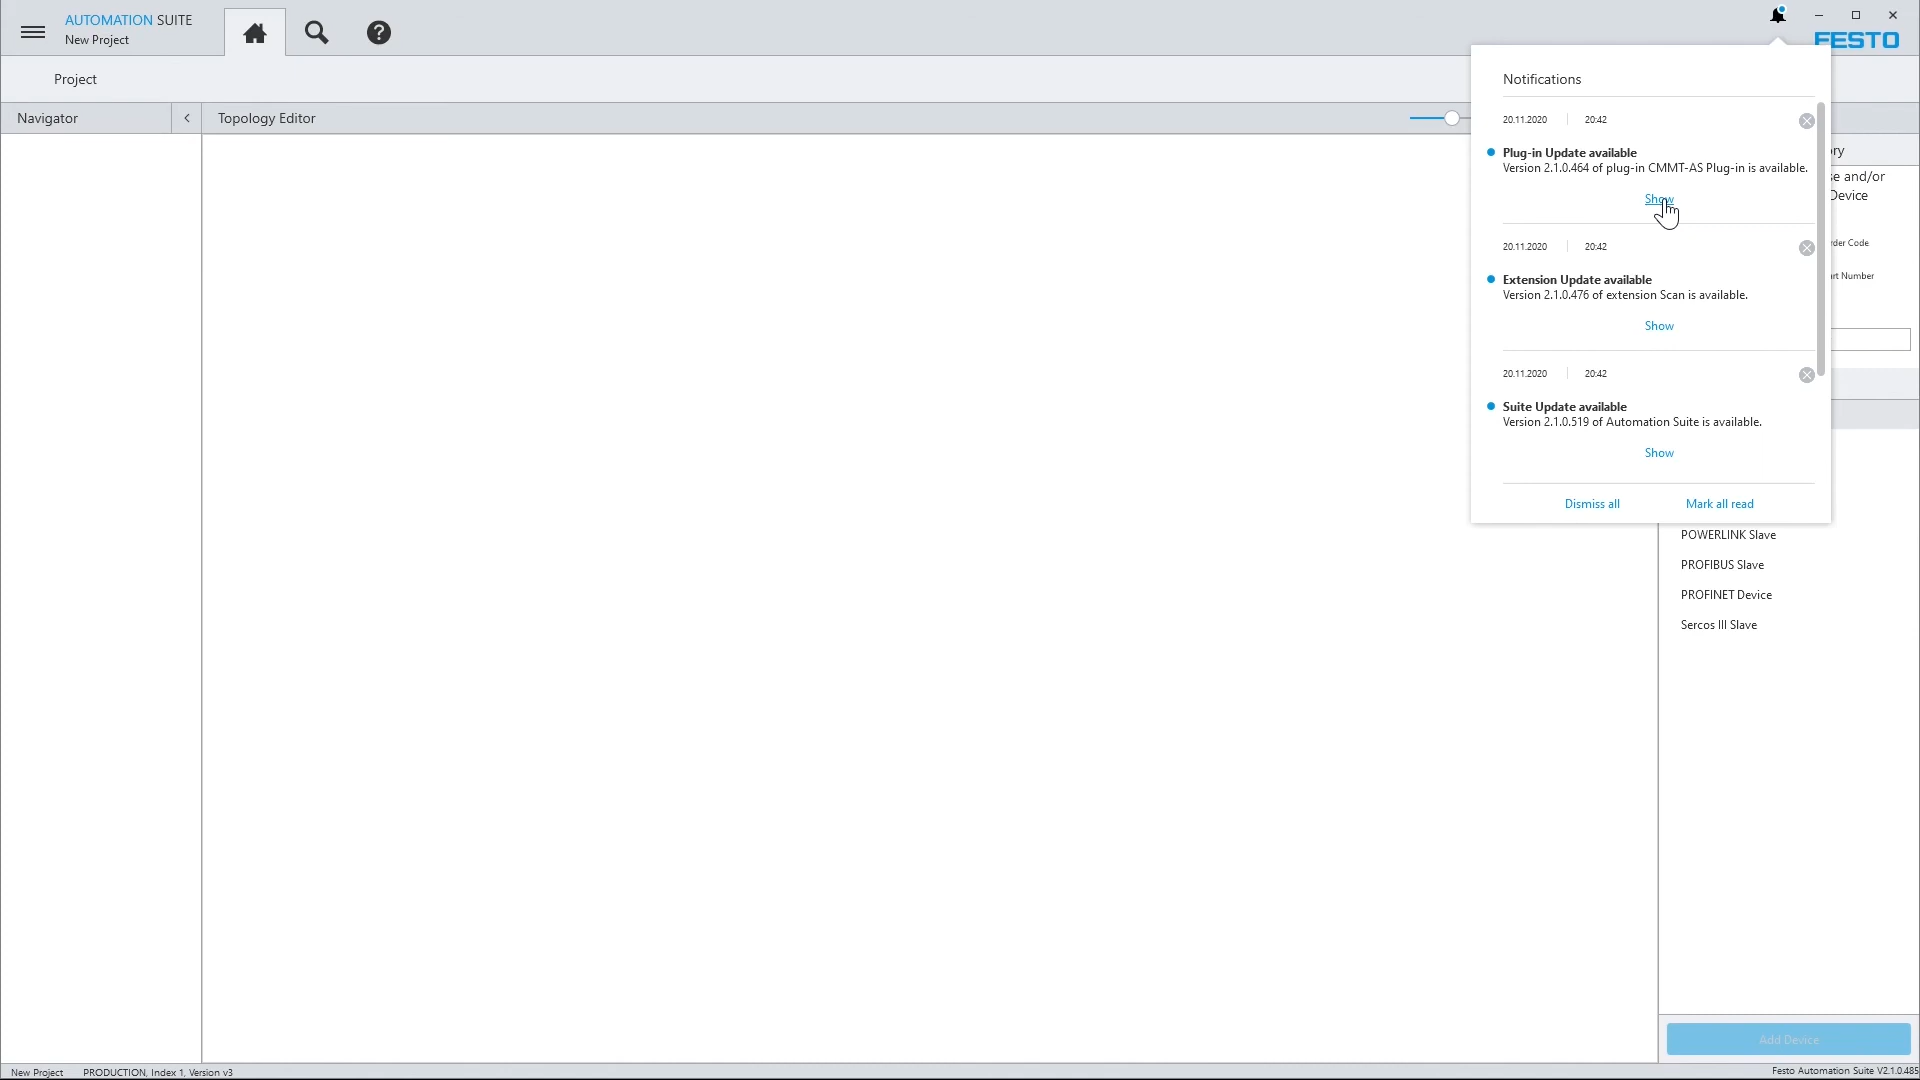 AUTOMATION SUITE
New Project
FESTO
Project
Navigator
Topology Editor
Notifications
20.11.2020 20:42
Plug-in Update available
Version 2.1.0.464 of plug-in CMMT-AS Plug-in is available.
Show
20.11.2020 20:42
Extension Update available
Version 2.1.0.476 of extension Scan is available.
Show
20.11.2020 20:42
Suite Update available
Version 2.1.0.519 of Automation Suite is available.
Show
Dismiss all Mark all read
ry
se and/or
Device
rder Code
rt Number
POWERLINK Slave
PROFIBUS Slave
PROFINET Device
Sercos III Slave
Add Device
New Project PRODUCTION, Index 1, Version v3
Festo Automation Suite V2.1.0.485